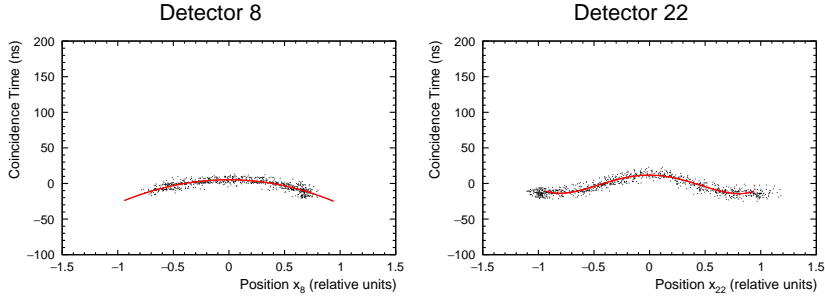 Detector 8
Coincidence Time (ns)
200
150
100
50
0
−50
−100
−1.5 −1 −0.5 0 0.5 1 1.5
Position x8 (relative units)
Detector 22
Coincidence Time (ns)
200
150
100
50
0
−50
−100
−1.5 −1 −0.5 0 0.5 1 1.5
Position x22 (relative units)